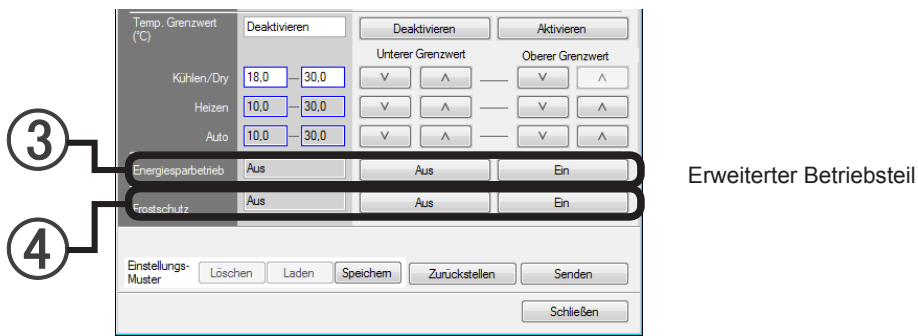 Temp. Grenzwert (°C) Deaktivieren Deaktivieren Aktivieren
Unterer Grenzwert Oberer Grenzwert
Kühlen/Dry 18,0 — 30,0 ∨ ∧ — ∨ ∧
Heizen 10,0 — 30,0 ∨ ∧ — ∨ ∧
Auto 10,0 — 30,0 ∨ ∧ — ∨ ∧
③ Energiesparbetrieb Aus Aus Ein Erweiterter Betriebsteil
④ Frostschutz Aus Aus Ein
Einstellungs-Muster Löschen Laden Speichern Zurückstellen Senden
Schließen